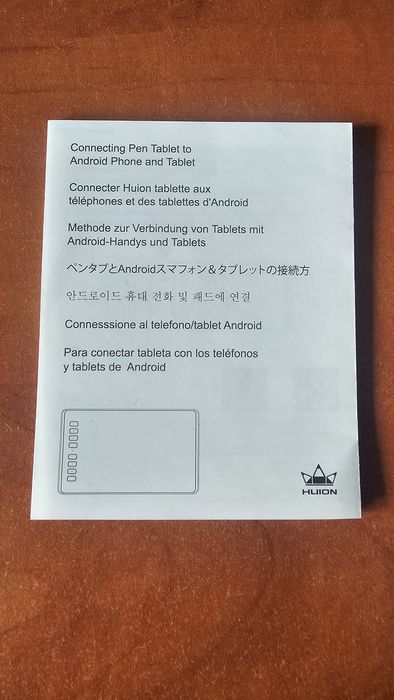 Connecting Pen Tablet to
Android Phone and Tablet
Connecter Huion tablette aux
téléphones et des tablettes d'Android
Methode zur Verbindung von Tablets mit
Android-Handys und Tablets
ペンタブとAndroidスマフォン＆タブレットの接続方
안드로이드 휴대 전화 및 패드에 연결
Connesssione al telefono/tablet Android
Para conectar tableta con los teléfonos
y tablets de Android
HUION